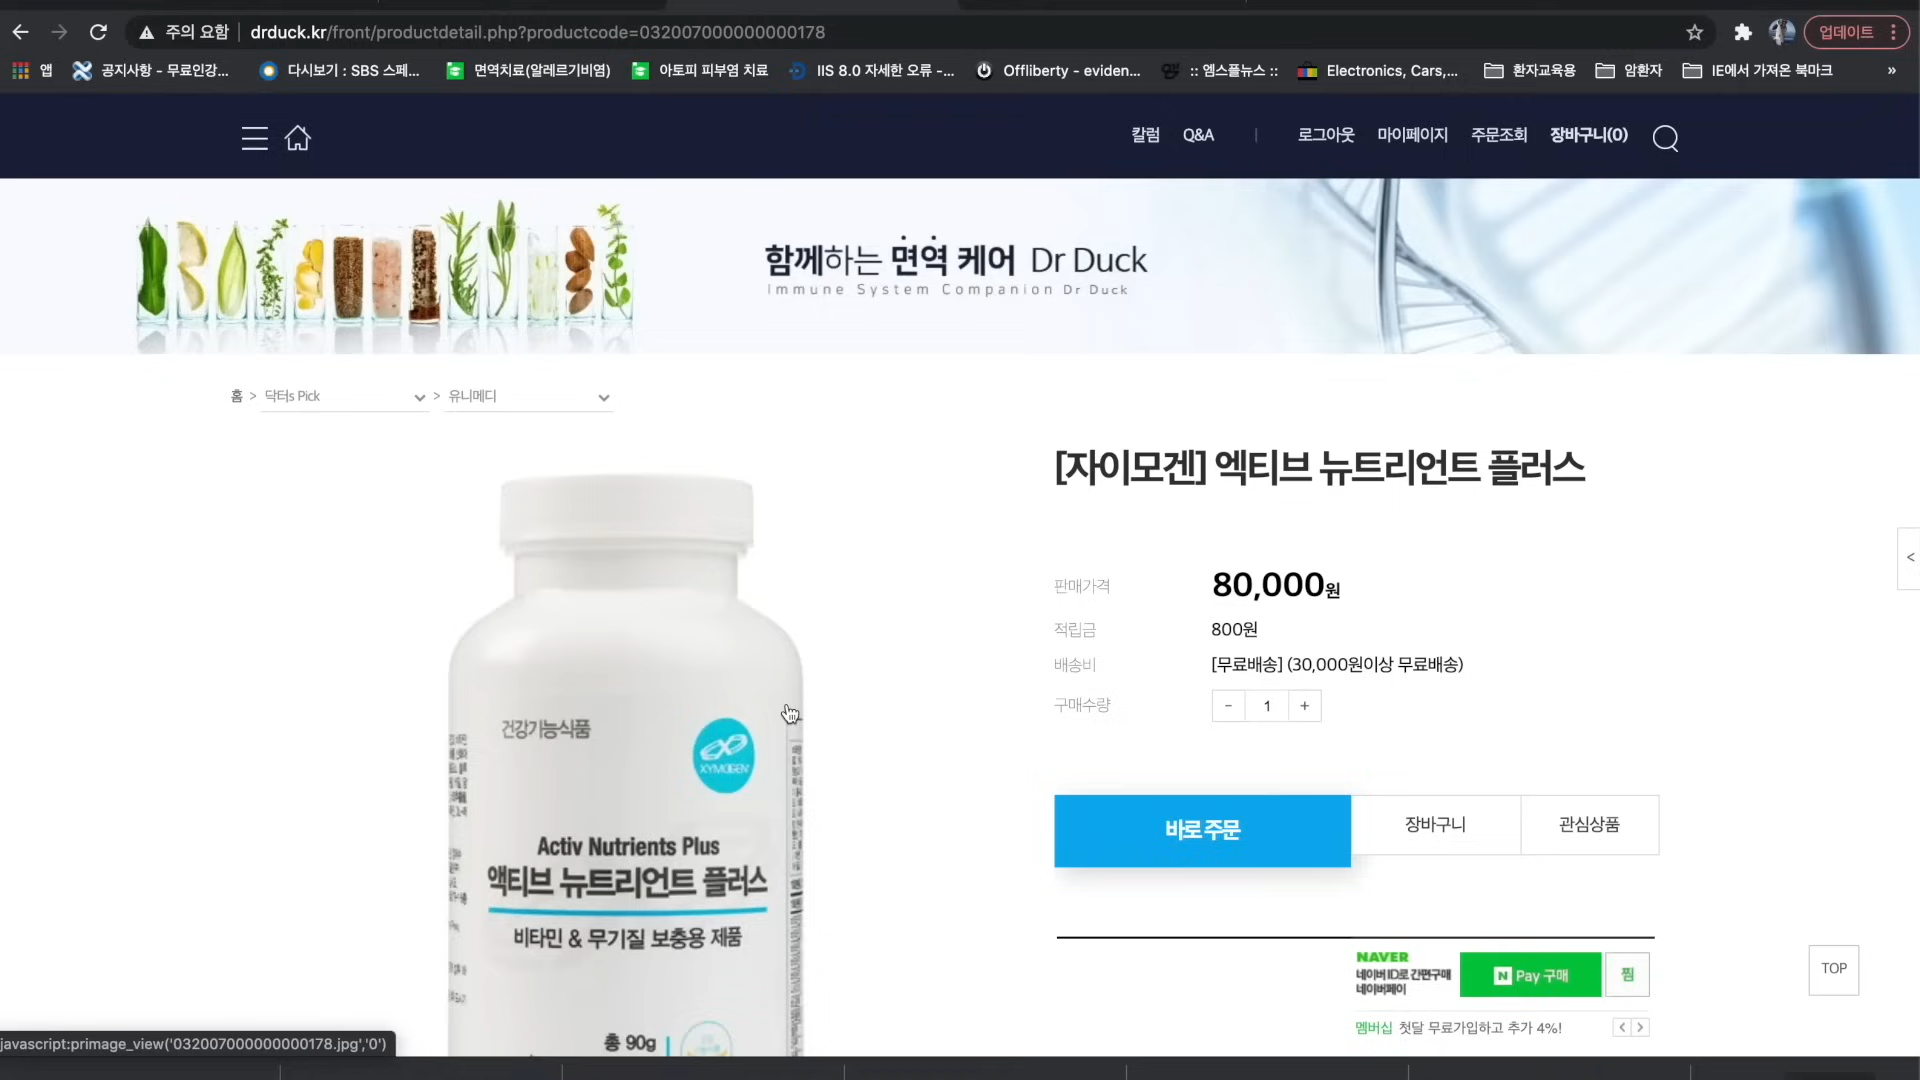 주의 요함 drduck.kr/front/productdetail.php?productcode=032007000000000178 업데이트
앱 공지사항 - 무료인강... 다시보기 : SBS 스페... 면역치료(알레르기비염) 아토피 피부염 치료 IIS 8.0 자세한 오류 -... Offliberty - eviden... :: 엠스플뉴스 :: Electronics, Cars,... 환자교육용 암환자 IE에서 가져온 북마크 »
칼럼 Q&A | 로그아웃 마이페이지 주문조회 장바구니(0)
함께하는 면역 케어 Dr Duck
Immune System Companion Dr Duck
홈 > 닥터s Pick > 유니메디
[자이모겐] 엑티브 뉴트리언트 플러스
판매가격 80,000원
적립금 800원
배송비 [무료배송] (30,000원이상 무료배송)
구매수량 - 1 +
<
건강기능식품
XYMOGEN
Activ Nutrients Plus
액티브 뉴트리언트 플러스
비타민 & 무기질 보충용 제품
총 90g
바로 주문 장바구니 관심상품
NAVER
네이버 ID로 간편구매
네이버페이
N Pay 구매 찜
멤버십 첫달 무료가입하고 추가 4%! < >
TOP
javascript:primage_view('032007000000000178.jpg','0')